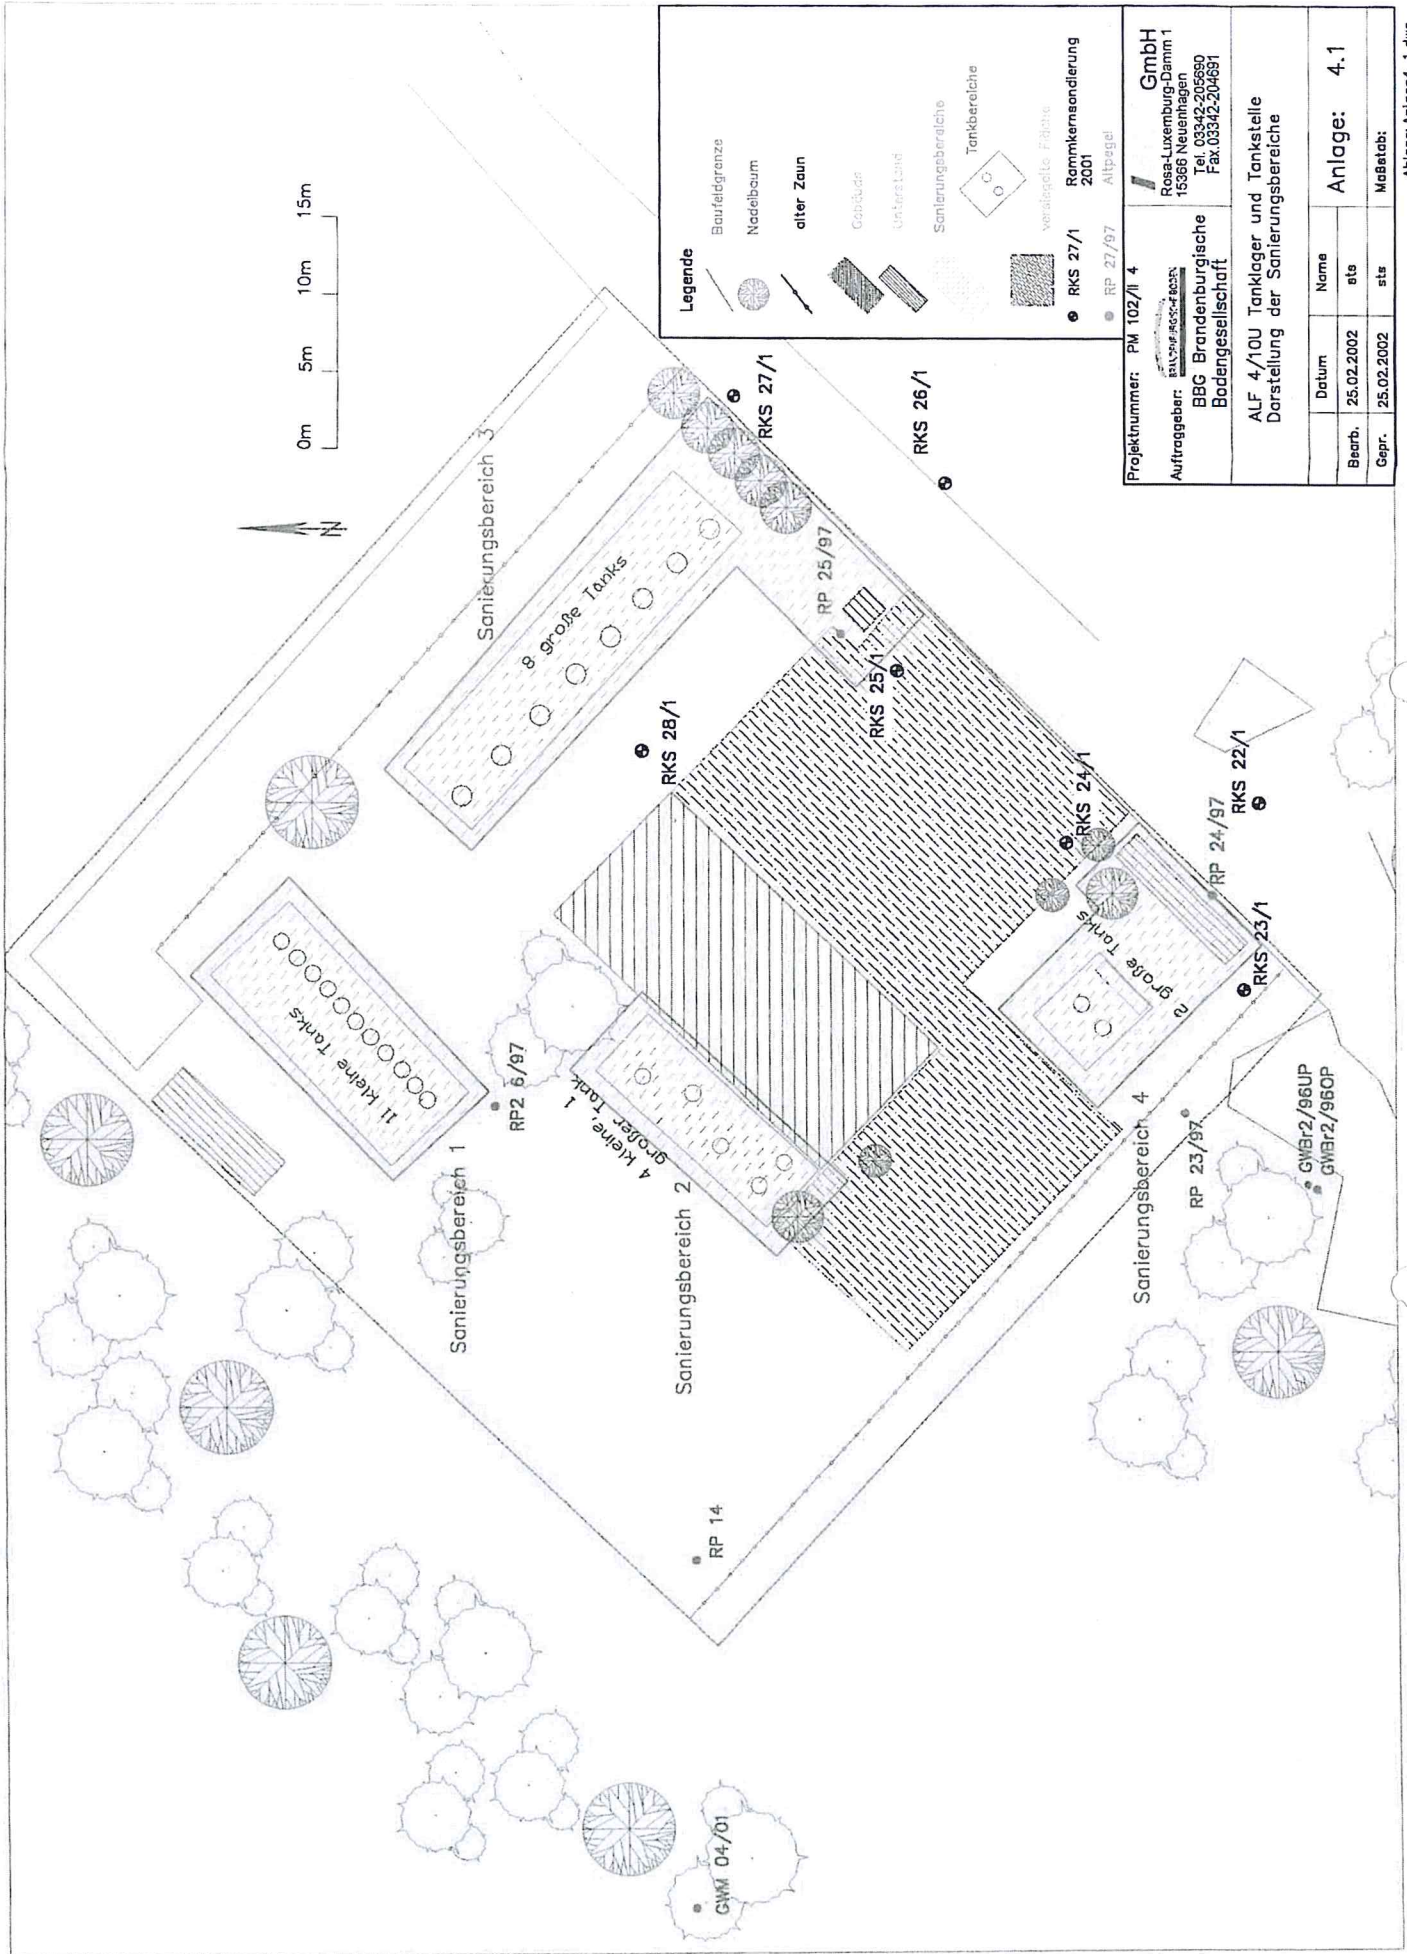 0m
5m
10m
15m
N
Sanierungsbereich 3
8 große Tanks
11 kleine Tanks
Sanierungsbereich 1
RP2 6/97
4 kleine, 1
großer Tank
Sanierungsbereich 2
RKS 28/1
RKS 27/1
RKS 26/1
RP 25/97
RKS 25/1
RKS 24/1
2 große Tanks
RP 24/97
RKS 22/1
RKS 23/1
Sanierungsbereich 4
RP 23/97
GWBr2/96UP
GWBr2/96OP
RP 14
GWM 04/01
Legende
Baufeldgrenze
Nadelbaum
alter Zaun
Gebäude
Unterstand
Sanierungsbereiche
Tankbereiche
versiegelte Fläche
RKS 27/1
Rammkernsondierung
2001
RP 27/97
Altpegel
Projektnummer: PM 102/II 4
GmbH
Rosa-Luxemburg-Damm 1
15366 Neuenhagen
Tel. 03342-205690
Fax.03342-204691
Auftraggeber:
BBG Brandenburgische
Bodengesellschaft
ALF 4/10U Tanklager und Tankstelle
Darstellung der Sanierungsbereiche
Datum
Name
Anlage: 4.1
Bearb.
25.02.2002
sts
Gepr.
25.02.2002
sts
Maßstab: